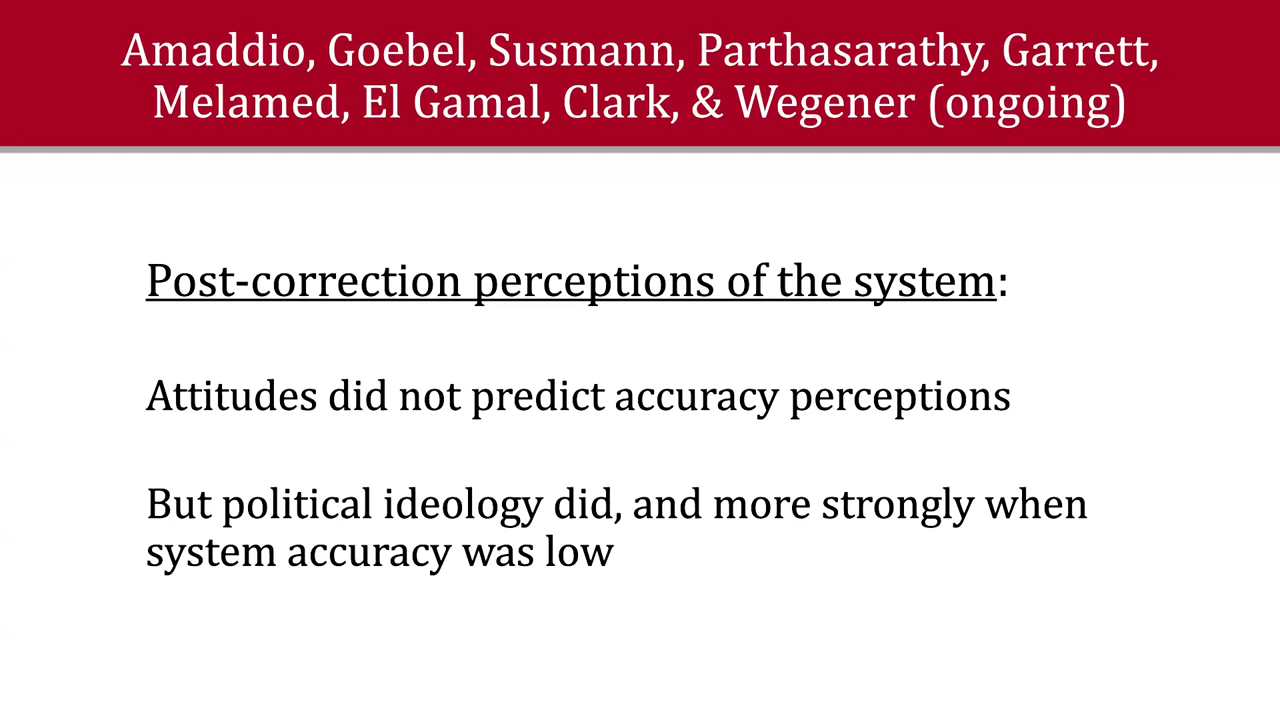 Amaddio, Goebel, Susmann, Parthasarathy, Garrett,
Melamed, El Gamal, Clark, & Wegener (ongoing)
Post-correction perceptions of the system:
Attitudes did not predict accuracy perceptions
But political ideology did, and more strongly when
system accuracy was low